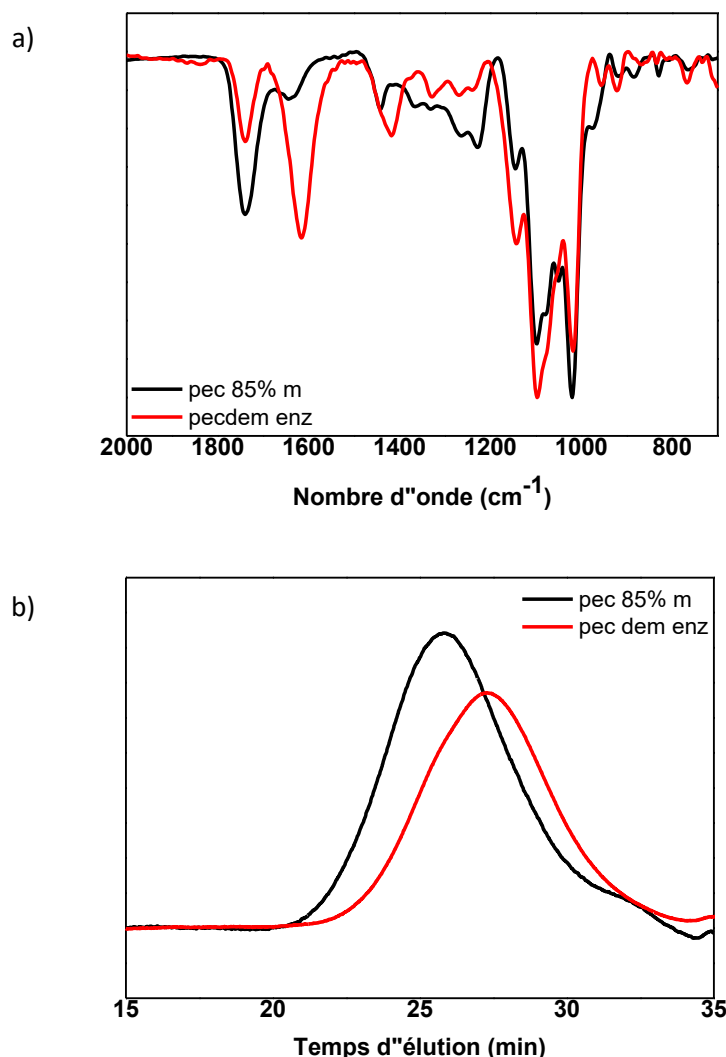 a)
pec 85% m
pecdem enz
2000 1800 1600 1400 1200 1000 800
Nombre d"onde (cm-1)
b)
pec 85% m
pec dem enz
15 20 25 30 35
Temps d"élution (min)